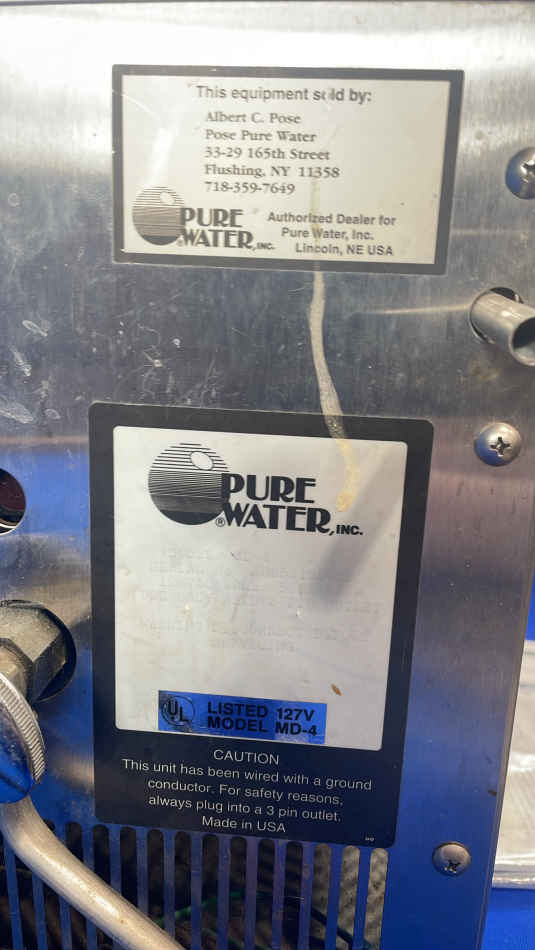 This equipment sold by:
Albert C. Pose
Pose Pure Water
33-29 165th Street
Flushing, NY 11358
718-359-7649
PURE
WATER, INC.
Authorized Dealer for
Pure Water, Inc.
Lincoln, NE USA
PURE
®WATER, INC.
UL
LISTED 127V
MODEL MD-4
CAUTION
This unit has been wired with a ground
conductor. For safety reasons,
always plug into a 3 pin outlet.
Made in USA